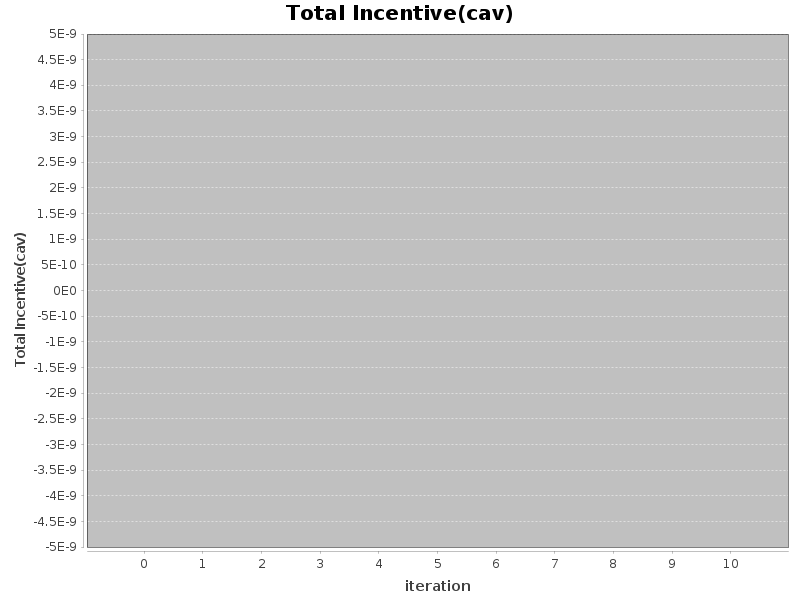 Total Incentive(cav)
5E-9
4.5E-9
4E-9
3.5E-9
3E-9
2.5E-9
2E-9
1.5E-9
1E-9
5E-10
0E0
-5E-10
-1E-9
-1.5E-9
-2E-9
-2.5E-9
-3E-9
-3.5E-9
-4E-9
-4.5E-9
-5E-9
Total Incentive(cav)
0 1 2 3 4 5 6 7 8 9 10
iteration